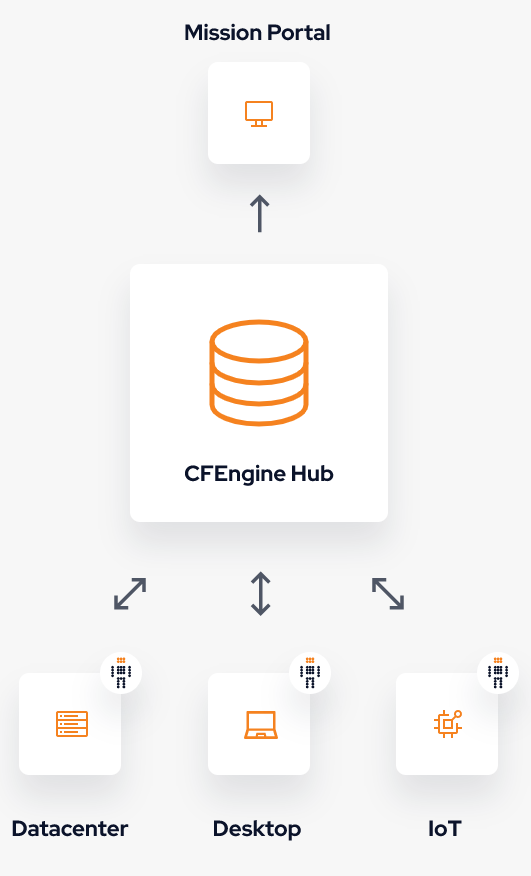 Mission Portal
CFEngine Hub
Datacenter
Desktop
IoT